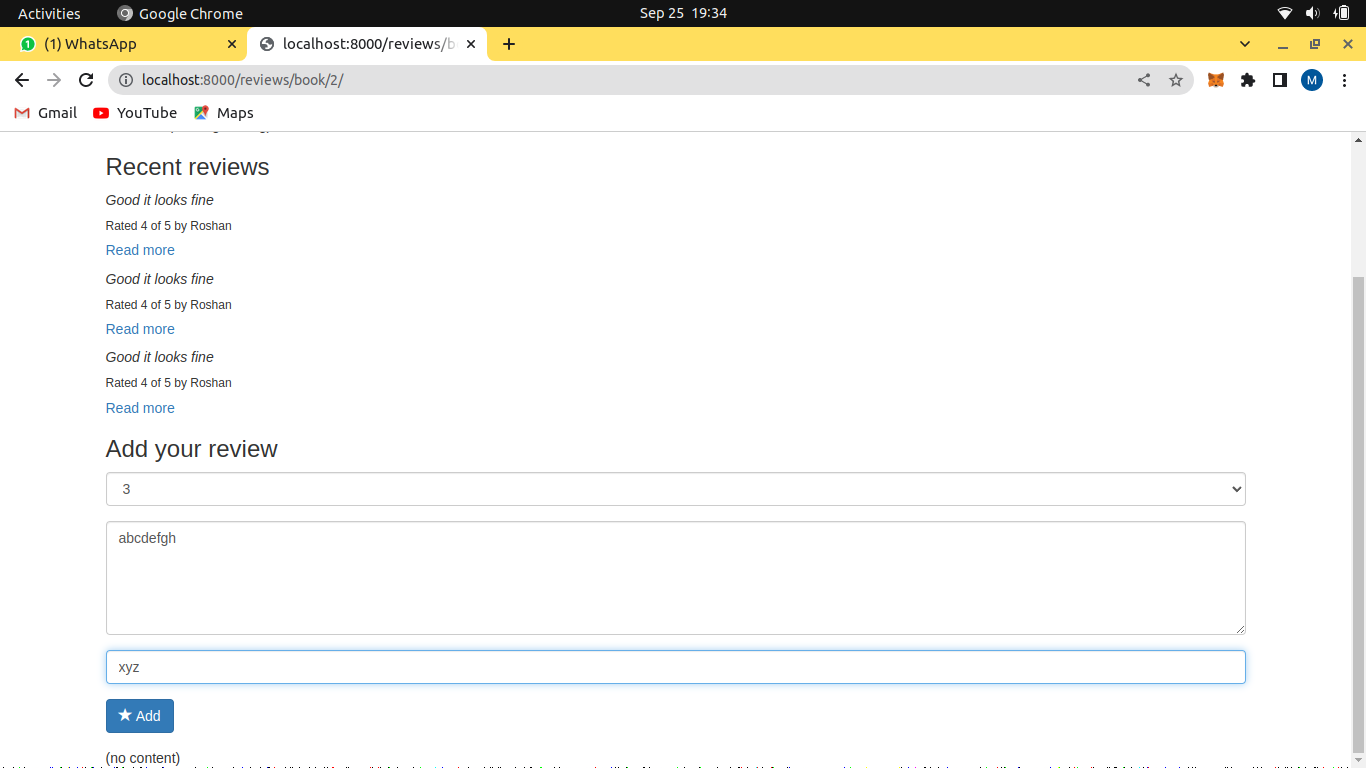 Activities Google Chrome Sep 25 19:34
1 (1) WhatsApp localhost:8000/reviews/b
localhost:8000/reviews/book/2/ M
Gmail YouTube Maps
Recent reviews
Good it looks fine
Rated 4 of 5 by Roshan
Read more
Good it looks fine
Rated 4 of 5 by Roshan
Read more
Good it looks fine
Rated 4 of 5 by Roshan
Read more
Add your review
3
abcdefgh
xyz
Add
(no content)